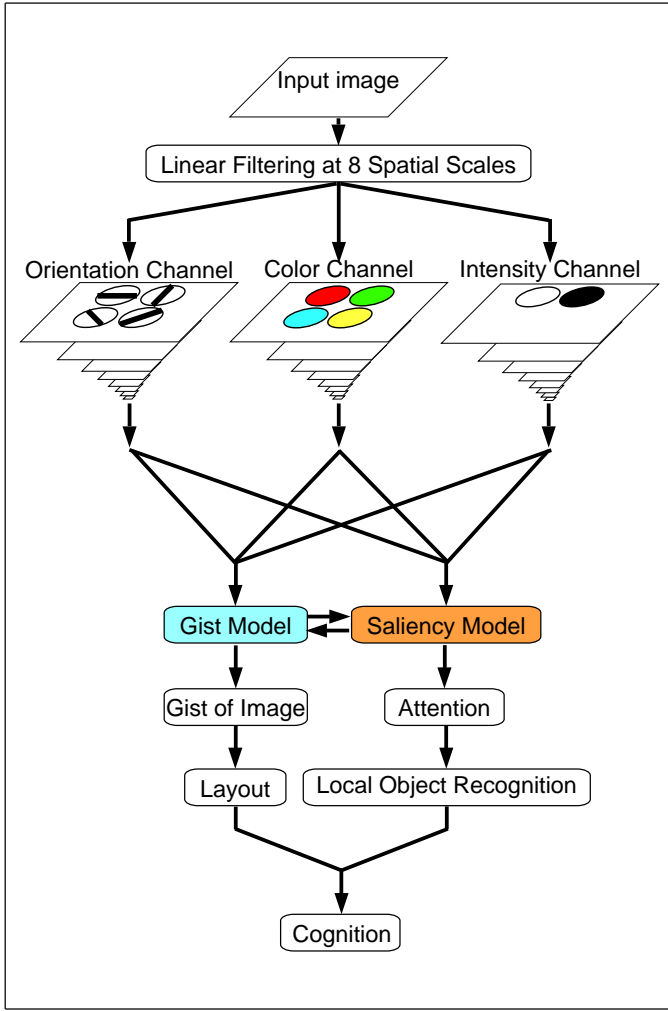 Input image
Linear Filtering at 8 Spatial Scales
Orientation Channel
Color Channel
Intensity Channel
Gist Model
Saliency Model
Gist of Image
Attention
Layout
Local Object Recognition
Cognition